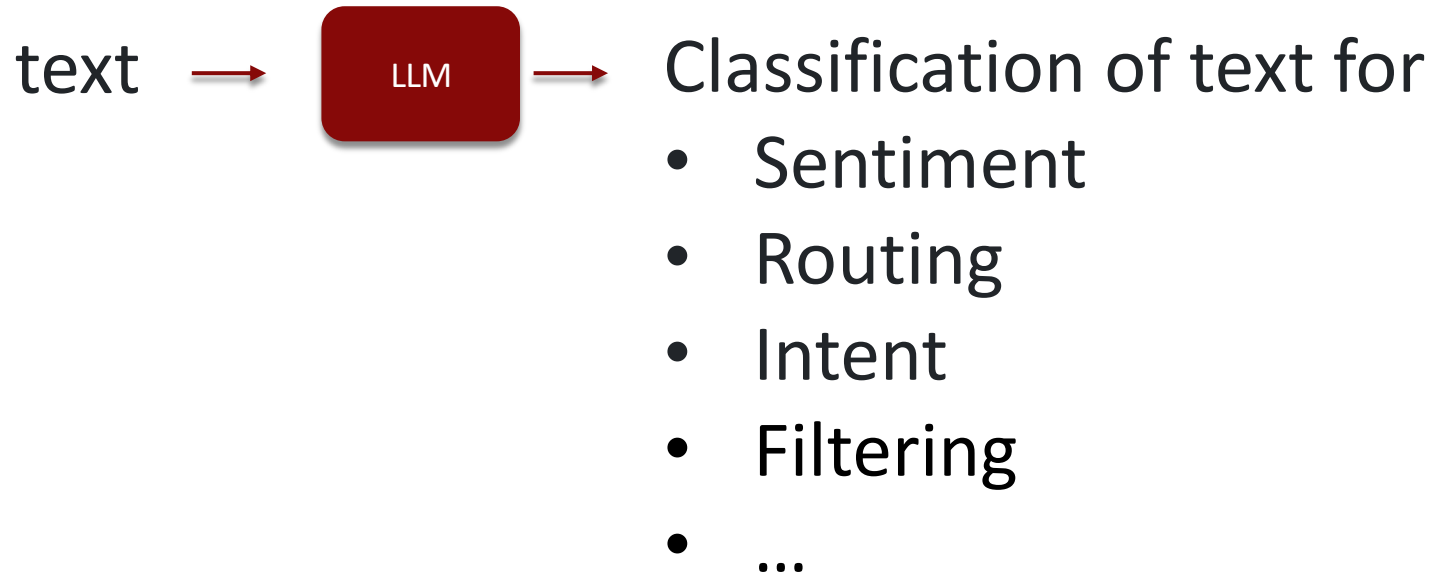 text LLM Classification of text for
• Sentiment
• Routing
• Intent
• Filtering
• ...